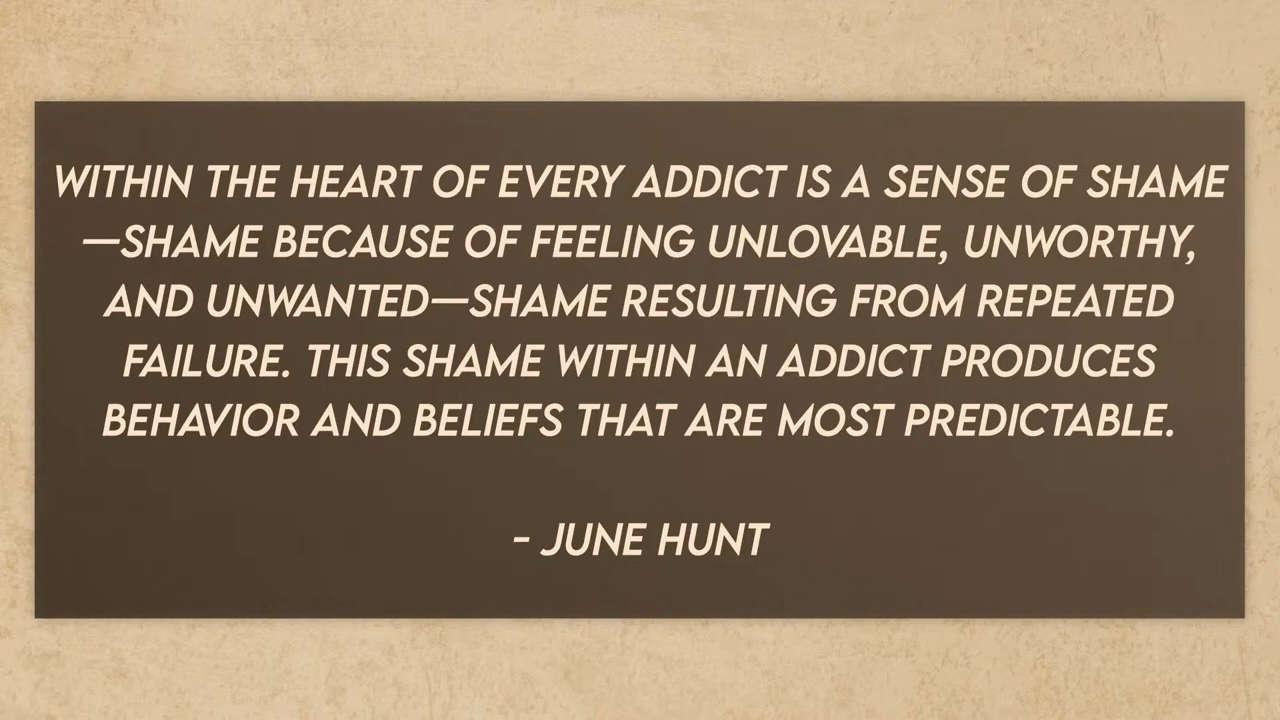 WITHIN THE HEART OF EVERY ADDICT IS A SENSE OF SHAME
—SHAME BECAUSE OF FEELING UNLOVABLE, UNWORTHY,
AND UNWANTED—SHAME RESULTING FROM REPEATED
FAILURE. THIS SHAME WITHIN AN ADDICT PRODUCES
BEHAVIOR AND BELIEFS THAT ARE MOST PREDICTABLE.
- JUNE HUNT